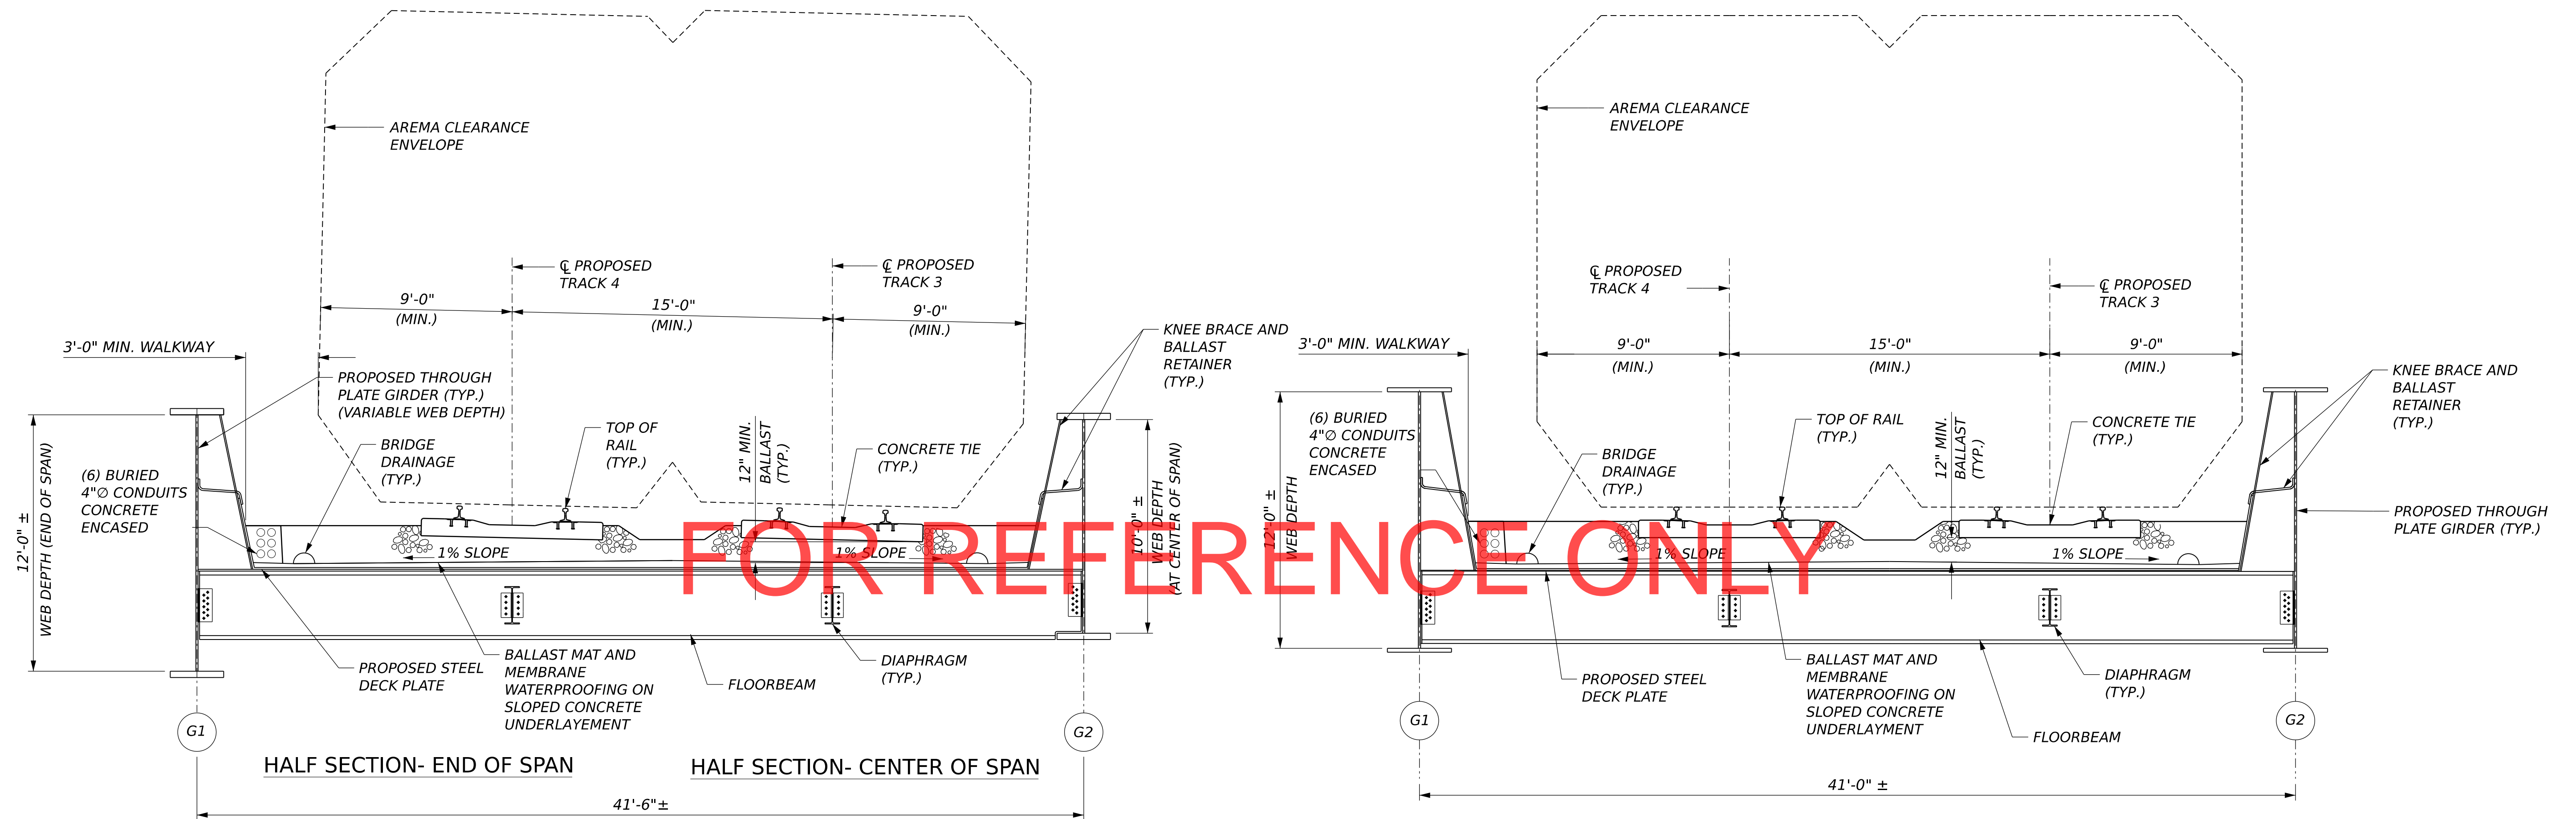 AREMA CLEARANCE
ENVELOPE
℄ PROPOSED
TRACK 4
℄ PROPOSED
TRACK 3
9'-0"
(MIN.)
15'-0"
(MIN.)
9'-0"
(MIN.)
3'-0" MIN. WALKWAY
KNEE BRACE AND
BALLAST
RETAINER
(TYP.)
PROPOSED THROUGH
PLATE GIRDER (TYP.)
(VARIABLE WEB DEPTH)
BRIDGE
DRAINAGE
(TYP.)
TOP OF
RAIL
(TYP.)
12" MIN.
BALLAST
(TYP.)
CONCRETE TIE
(TYP.)
(6) BURIED
4"∅ CONDUITS
CONCRETE
ENCASED
12'-0" ±
WEB DEPTH (END OF SPAN)
10'-0" ±
WEB DEPTH
(AT CENTER OF SPAN)
1% SLOPE
1% SLOPE
PROPOSED STEEL
DECK PLATE
BALLAST MAT AND
MEMBRANE
WATERPROOFING ON
SLOPED CONCRETE
UNDERLAYEMENT
FLOORBEAM
DIAPHRAGM
(TYP.)
G1
G2
HALF SECTION- END OF SPAN
HALF SECTION- CENTER OF SPAN
41'-6"±
FOR REFERENCE ONLY
AREMA CLEARANCE
ENVELOPE
℄ PROPOSED
TRACK 4
℄ PROPOSED
TRACK 3
9'-0"
(MIN.)
15'-0"
(MIN.)
9'-0"
(MIN.)
3'-0" MIN. WALKWAY
KNEE BRACE AND
BALLAST
RETAINER
(TYP.)
(6) BURIED
4"∅ CONDUITS
CONCRETE
ENCASED
BRIDGE
DRAINAGE
(TYP.)
TOP OF RAIL
(TYP.)
12" MIN.
BALLAST
(TYP.)
CONCRETE TIE
(TYP.)
12'-0" ±
WEB DEPTH
PROPOSED THROUGH
PLATE GIRDER (TYP.)
1% SLOPE
1% SLOPE
PROPOSED STEEL
DECK PLATE
BALLAST MAT AND
MEMBRANE
WATERPROOFING ON
SLOPED CONCRETE
UNDERLAYMENT
DIAPHRAGM
(TYP.)
FLOORBEAM
G1
G2
41'-0" ±